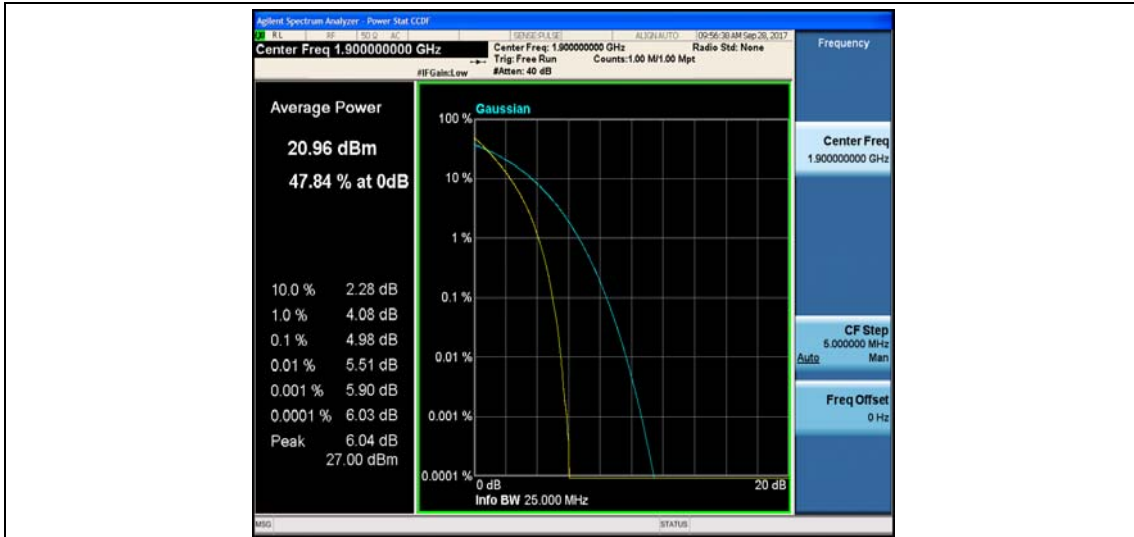 Agilent Spectrum Analyzer - Power Stat CCDF
RL RF 50 Ω AC SENSE:PULSE ALIGN AUTO 09:56:38 AM Sep 28, 2017
Center Freq 1.900000000 GHz
Center Freq: 1.900000000 GHz Radio Std: None
Trig: Free Run Counts:1.00 M/1.00 Mpt
#IFGain:Low #Atten: 40 dB
Frequency
Average Power
20.96 dBm
47.84 % at 0dB
10.0 % 2.28 dB
1.0 % 4.08 dB
0.1 % 4.98 dB
0.01 % 5.51 dB
0.001 % 5.90 dB
0.0001 % 6.03 dB
Peak 6.04 dB
27.00 dBm
Gaussian
100 %
10 %
1 %
0.1 %
0.01 %
0.001 %
0.0001 %
0 dB 20 dB
Info BW 25.000 MHz
Center Freq
1.900000000 GHz
CF Step
5.000000 MHz
Auto Man
Freq Offset
0 Hz
MSG STATUS